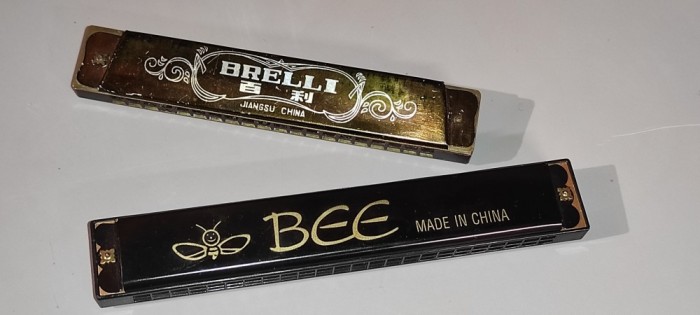 BRELLI
百利
JIANGSU CHINA
BEE MADE IN CHINA